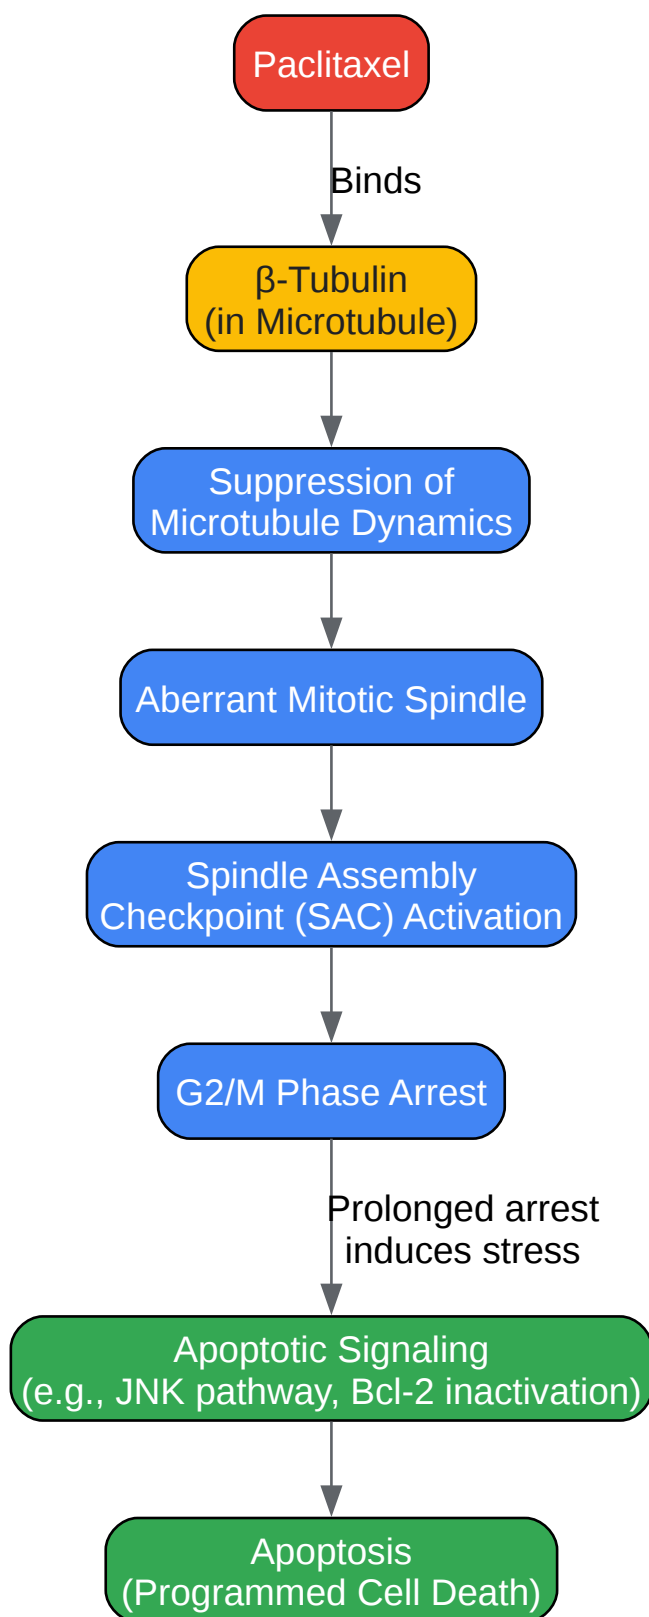 Paclitaxel
Binds
β-Tubulin
(in Microtubule)
Suppression of
Microtubule Dynamics
Aberrant Mitotic Spindle
Spindle Assembly
Checkpoint (SAC) Activation
G2/M Phase Arrest
Prolonged arrest
induces stress
Apoptotic Signaling
(e.g., JNK pathway, Bcl-2 inactivation)
Apoptosis
(Programmed Cell Death)